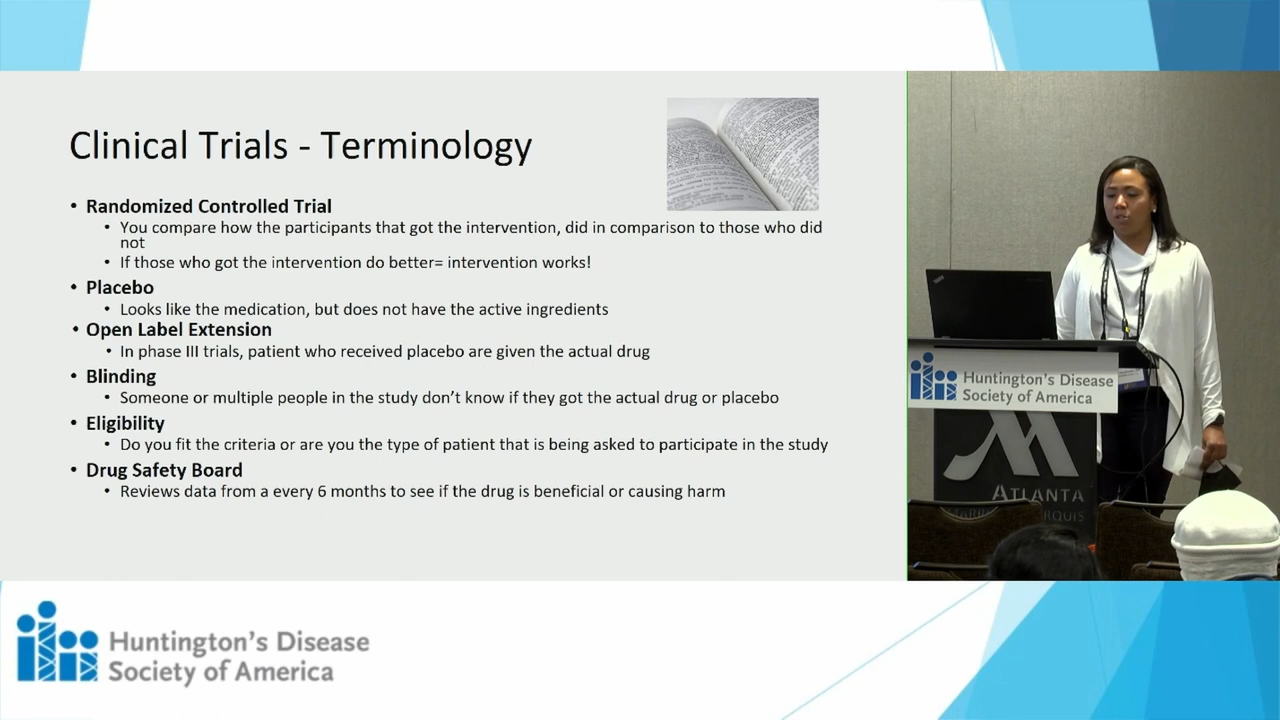 Clinical Trials - Terminology
• Randomized Controlled Trial
• You compare how the participants that got the intervention, did in comparison to those who did
not
• If those who got the intervention do better= intervention works!
• Placebo
• Looks like the medication, but does not have the active ingredients
• Open Label Extension
• In phase III trials, patient who received placebo are given the actual drug
• Blinding
• Someone or multiple people in the study don't know if they got the actual drug or placebo
• Eligibility
• Do you fit the criteria or are you the type of patient that is being asked to participate in the study
• Drug Safety Board
• Reviews data from a every 6 months to see if the drug is beneficial or causing harm
Huntington's Disease
Society of America
ATLANTA
Huntington's Disease
Society of America